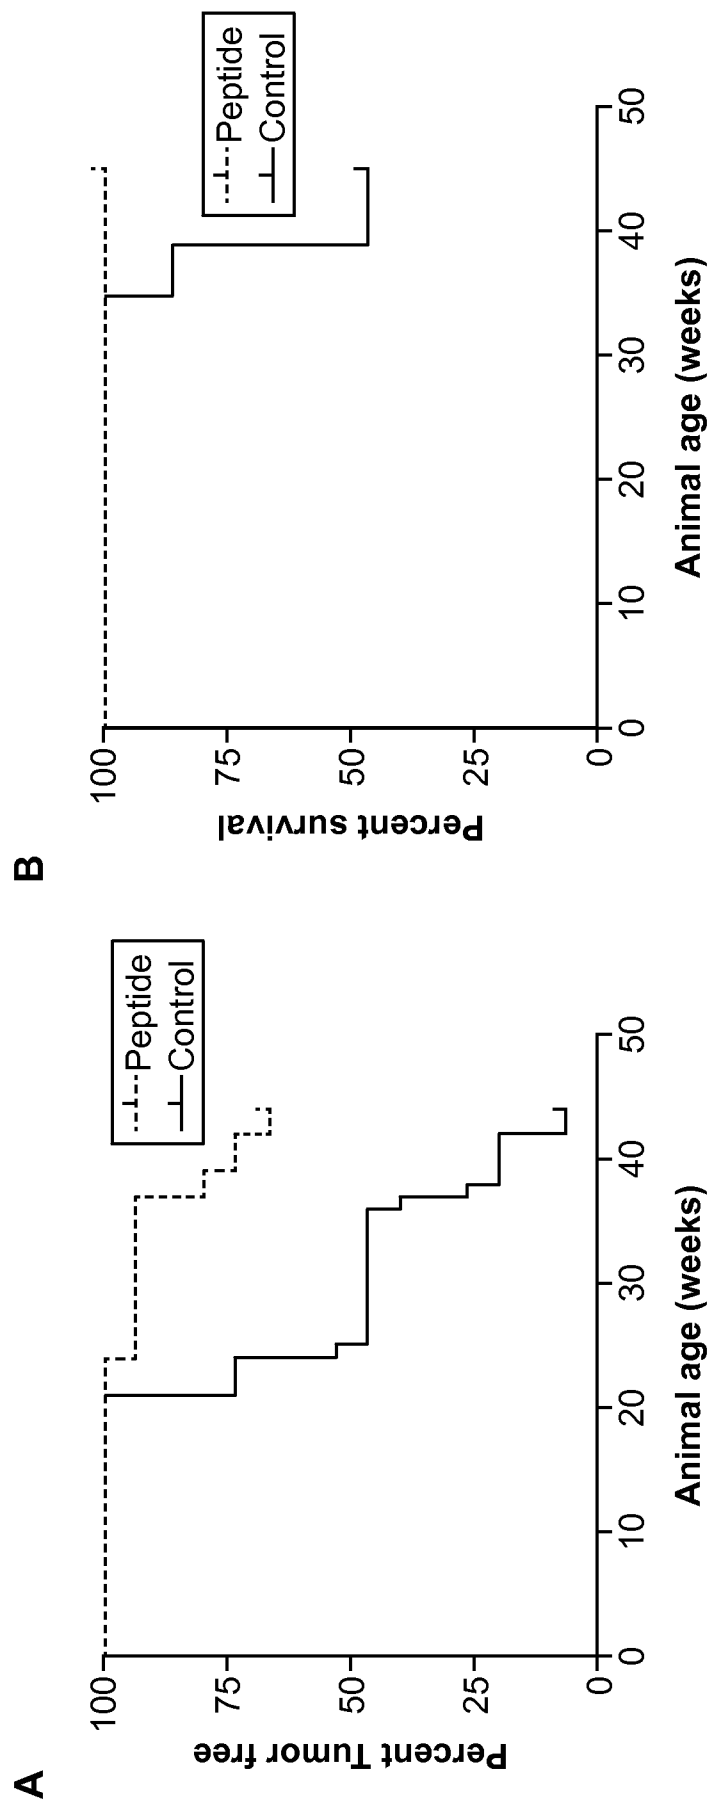 A
Percent Tumor free
100
75
50
25
0
0
10
20
30
40
50
Animal age (weeks)
Peptide
Control
B
Percent survival
100
75
50
25
0
0
10
20
30
40
50
Animal age (weeks)
Peptide
Control